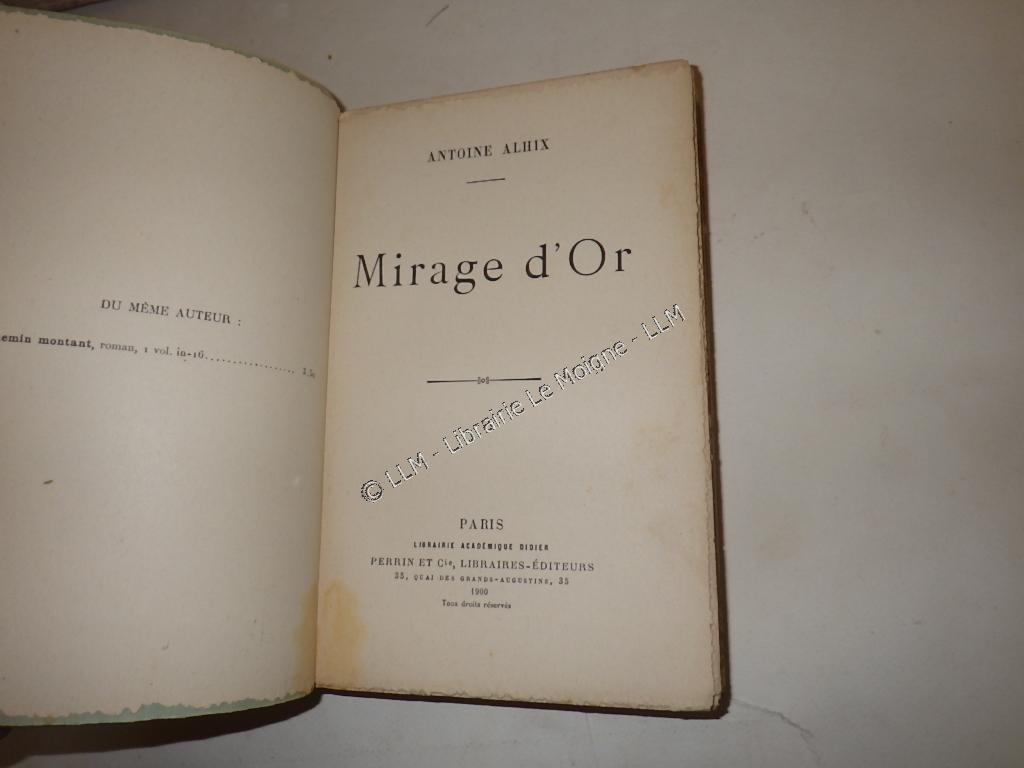 DU MÊME AUTEUR :
emin montant, roman, 1 vol. in-16
ANTOINE ALHIX
Mirage d'Or
© LLM - Librairie Le Moigne - LLM
PARIS
LIBRAIRIE ACADÉMIQUE DIDIER
PERRIN ET Cie, LIBRAIRES-ÉDITEURS
35, QUAI DES GRANDS-AUGUSTINS, 35
1900
Tous droits réservés